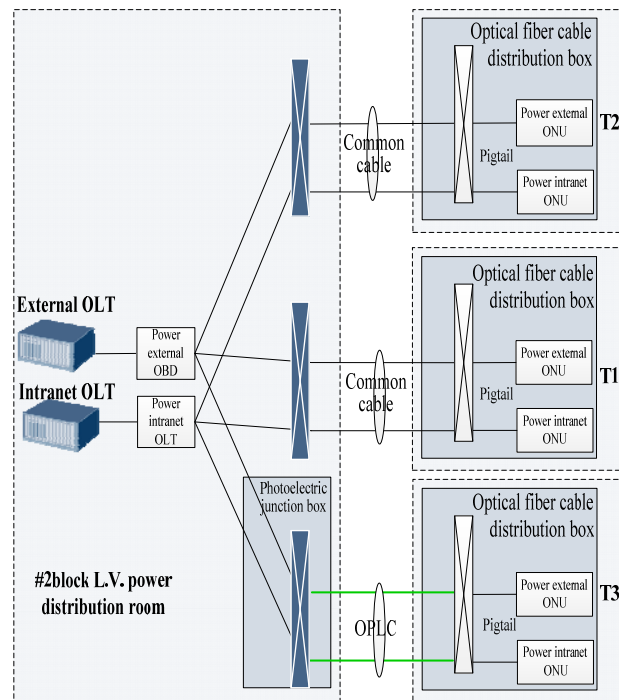 Optical fiber cable
distribution box
Power external
ONU
T2
Common
cable
Pigtail
Power intranet
ONU
External OLT
Power
external
OBD
Intranet OLT
Power
intranet
OLT
Optical fiber cable
distribution box
Power external
ONU
T1
Common
cable
Pigtail
Power intranet
ONU
Photoelectric
junction box
#2block L.V. power
distribution room
Optical fiber cable
distribution box
Power external
ONU
T3
OPLC
Pigtail
Power intranet
ONU